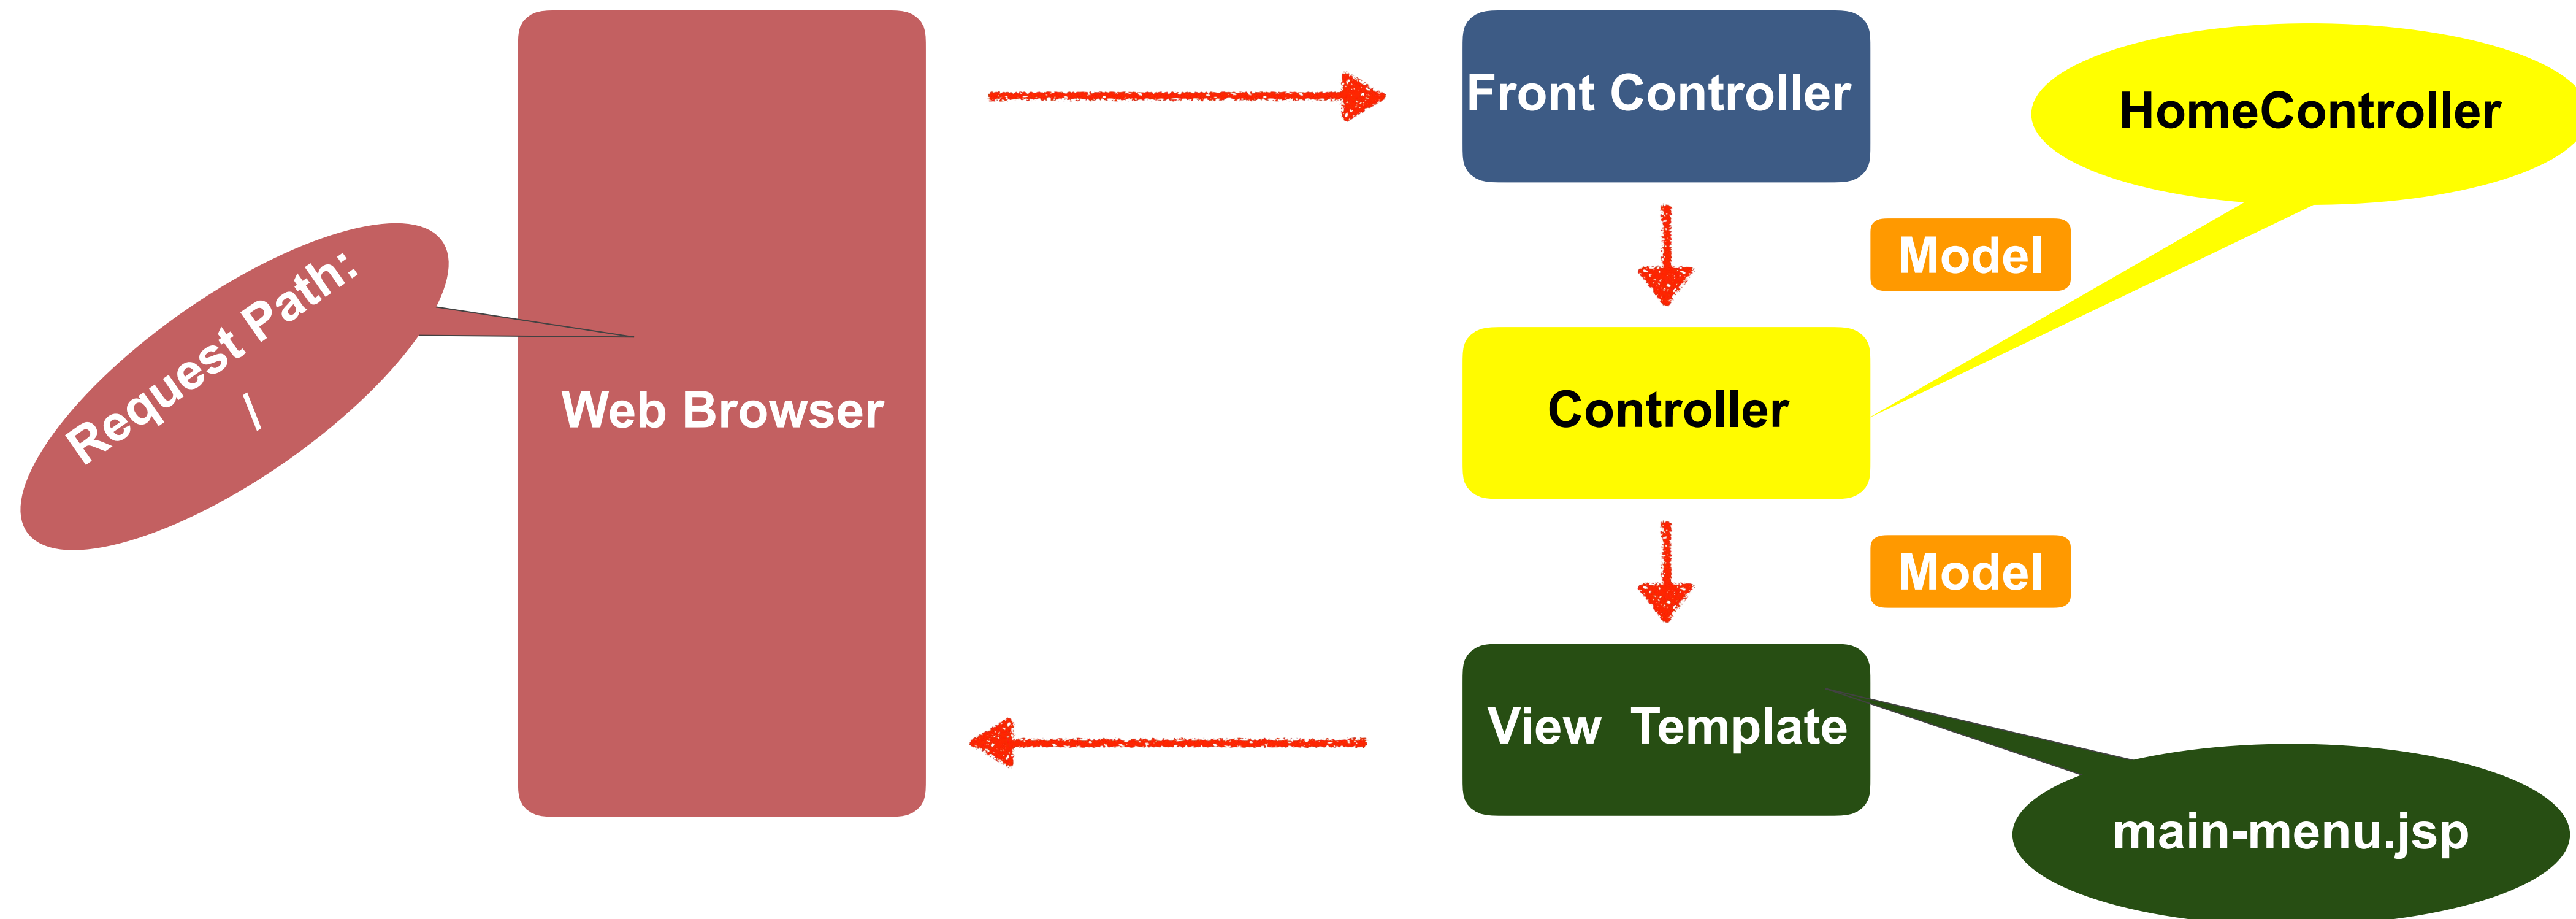 Front Controller
HomeController
Model
Request Path:
/
Web Browser
Controller
Model
View  Template
main-menu.jsp